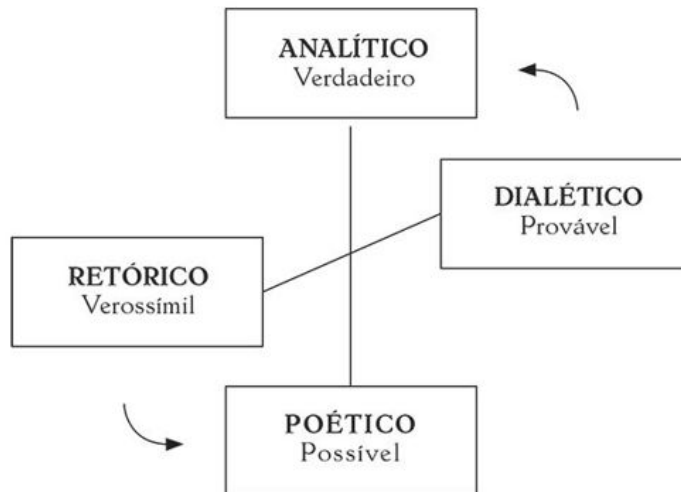 ANALÍTICO
Verdadeiro
DIALÉTICO
Provável
RETÓRICO
Verossímil
POÉTICO
Possível